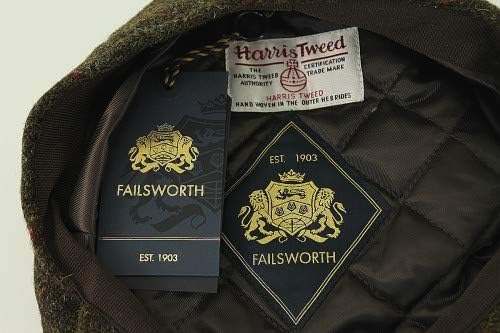 Harris Tweed
THE HARRIS TWEED AUTHORITY
CERTIFICATION TRADE MARK
HARRIS TWEED
HAND WOVEN IN THE OUTER HEBRIDES
FAILSWORTH
EST. 1903
EST. 1903
FAILSWORTH